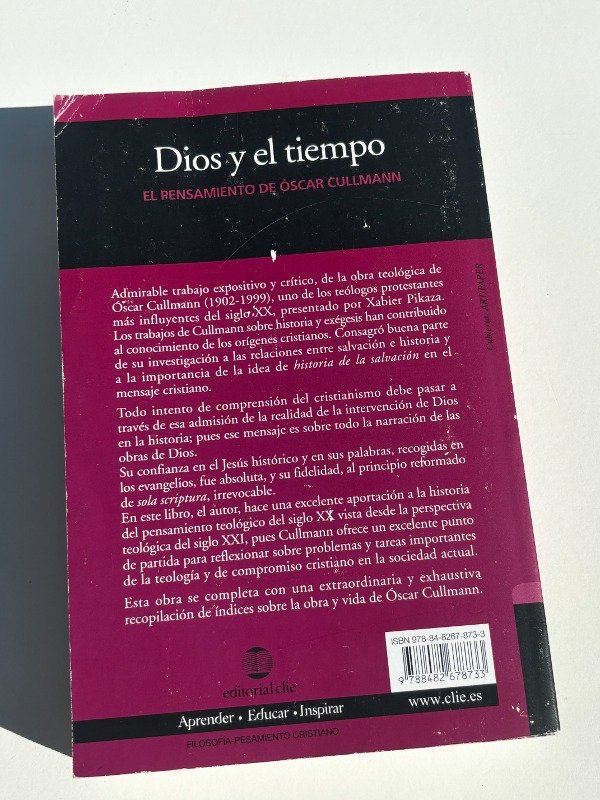 Dios y el tiempo
EL PENSAMIENTO DE ÓSCAR CULLMANN
Admirable trabajo expositivo y crítico, de la obra teológica de
Óscar Cullmann (1902-1999), uno de los teólogos protestantes
más influyentes del siglo XX, presentado por Xabier Pikaza.
Los trabajos de Cullmann sobre historia y exégesis han contribuido
al conocimiento de los orígenes cristianos. Consagró buena parte
de su investigación a las relaciones entre salvación e historia y
a la importancia de la idea de historia de la salvación en el
mensaje cristiano.
Todo intento de comprensión del cristianismo debe pasar a
través de esa admisión de la realidad de la intervención de Dios
en la historia; pues ese mensaje es sobre todo la narración de las
obras de Dios.
Su confianza en el Jesús histórico y en sus palabras, recogidas en
los evangelios, fue absoluta, y su fidelidad, al principio reformado
de sola scriptura, irrevocable.
En este libro, el autor, hace una excelente aportación a la historia
del pensamiento teológico del siglo XX vista desde la perspectiva
teológica del siglo XXI, pues Cullmann ofrece un excelente punto
de partida para reflexionar sobre problemas y tareas importantes
de la teología y de compromiso cristiano en la sociedad actual.
Esta obra se completa con una extraordinaria y exhaustiva
recopilación de índices sobre la obra y vida de Óscar Cullmann.
Cubierta: ART/PAPER
ISBN 978-84-8267-873-3
9 788482 678733
editorial clie
www.clie.es
Aprender • Educar • Inspirar
FILOSOFÍA-PESAMIENTO CRISTIANO